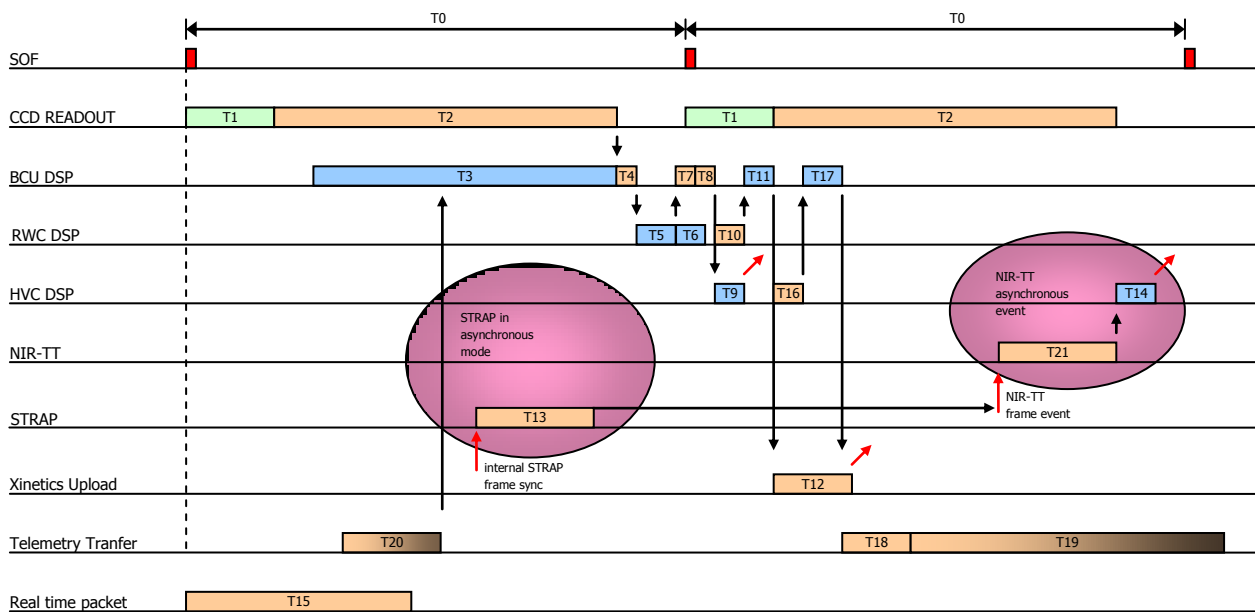 T0 T0
SOF
CCD READOUT T1 T2 T1 T2
BCU DSP T3 T4 T7 T8 T11 T17
RWC DSP T5 T6 T10
HVC DSP T9 T16 T14
NIR-TT
asynchronous
event
STRAP in
asynchronous
mode
NIR-TT T21
STRAP T13
NIR-TT
frame event
internal STRAP
frame sync
Xinetics Upload T12
Telemetry Tranfer T20 T18 T19
Real time packet T15